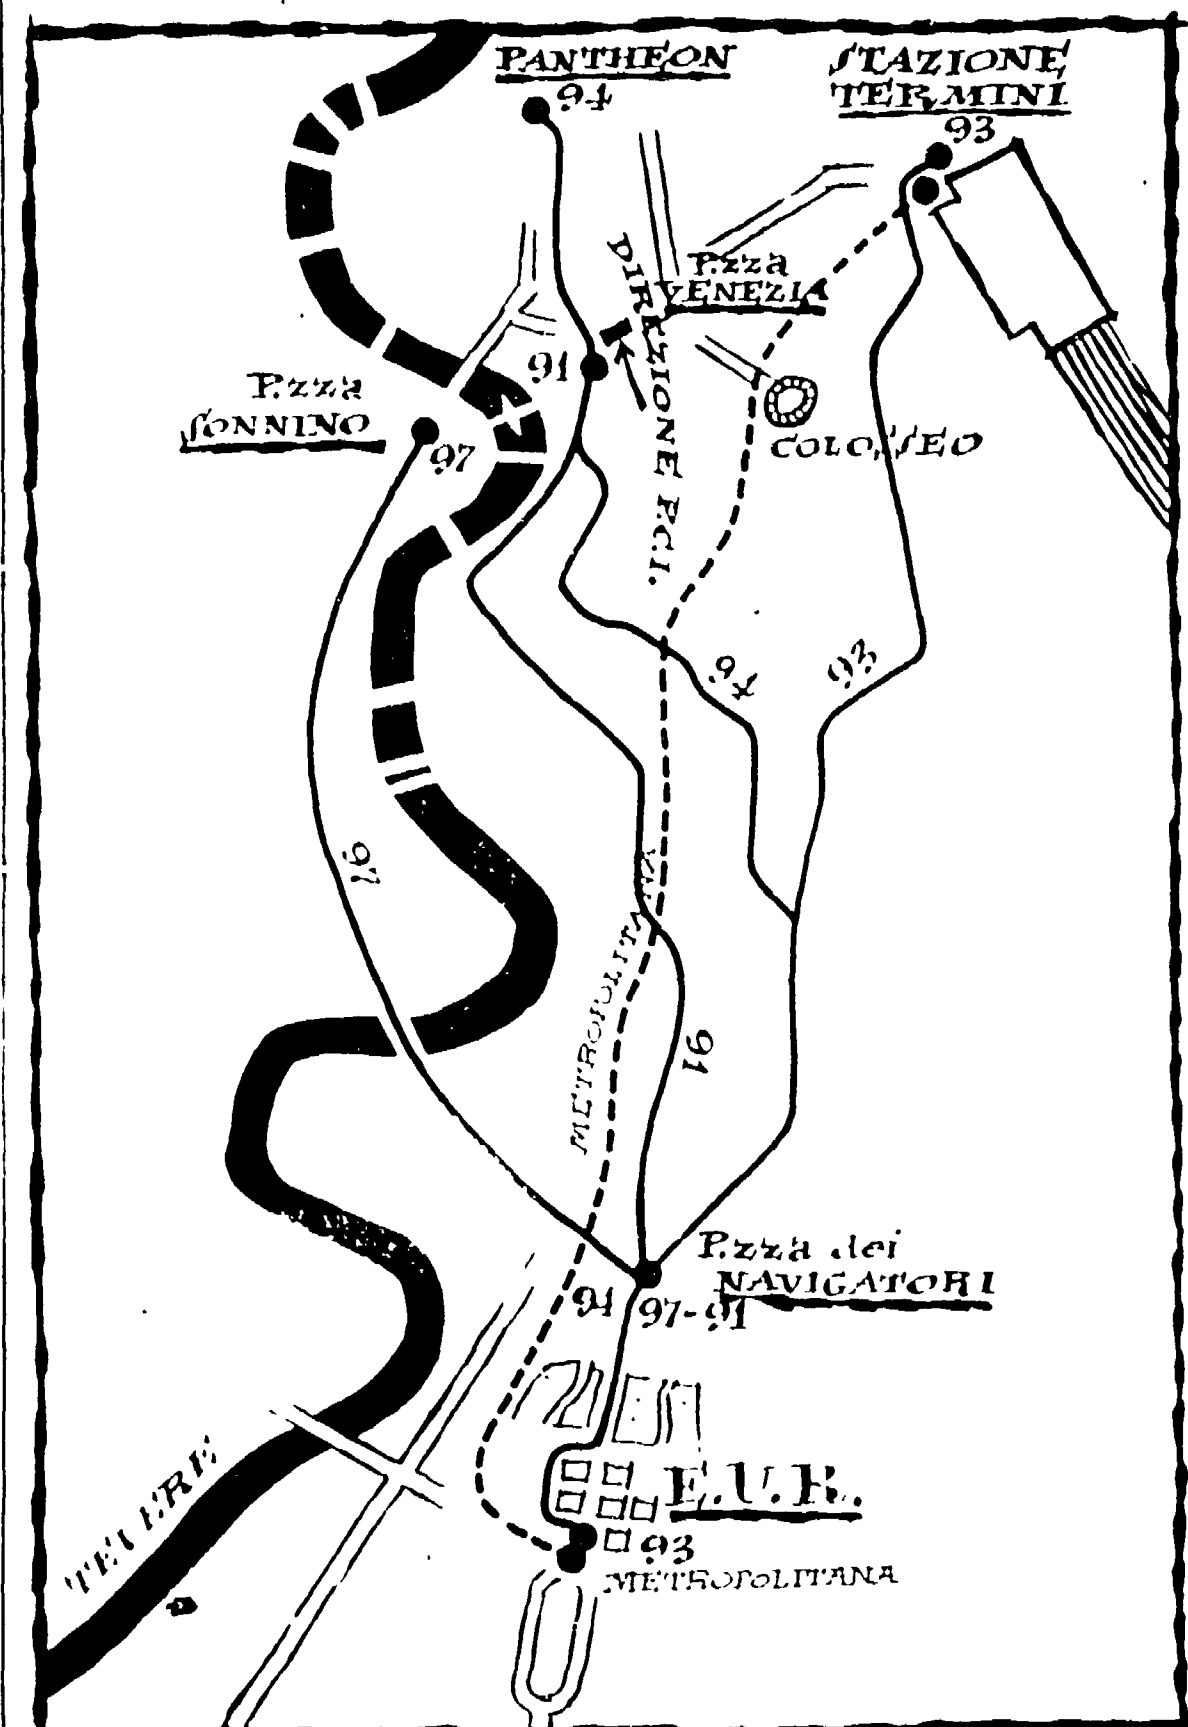 PANTHEON
94
STAZIONE
TERMINI
93
P.zza
VENEZIA
DIREZIONE P.C.I.
91
P.zza
SONNINO
97
COLOSSEO
94
93
97
METROPOLITANA
91
P.zza dei
NAVIGATORI
94 97-91
TEVERE
E.U.R.
93
METROPOLITANA